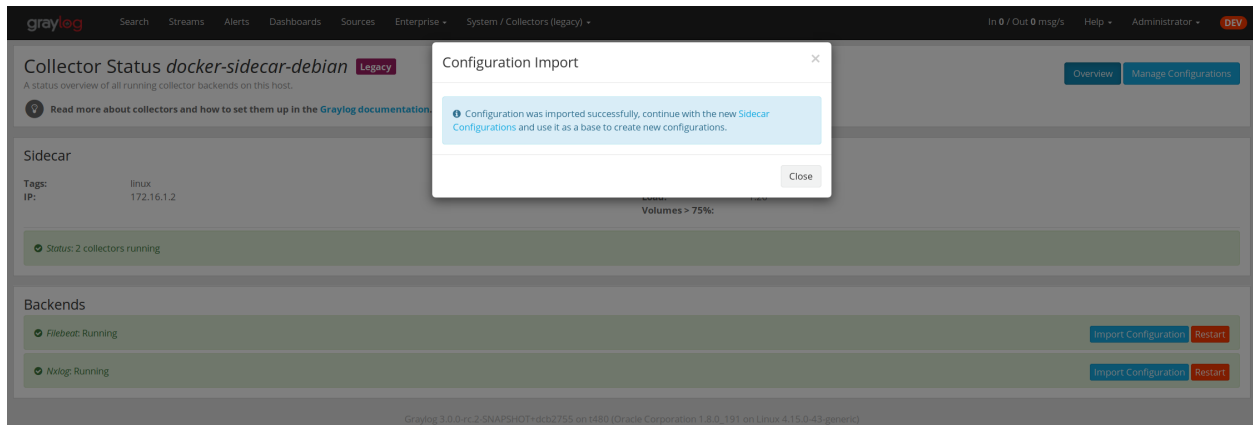 graylog Search Streams Alerts Dashboards Sources Enterprise System / Collectors (legacy) In 0 / Out 0 msg/s Help Administrator DEV
Configuration Import ×
Collector Status docker-sidecar-debian Legacy
A status overview of all running collector backends on this host.
Overview Manage Configurations
Read more about collectors and how to set them up in the Graylog documentation.
Configuration was imported successfully, continue with the new Sidecar
Configurations and use it as a base to create new configurations.
Close
Sidecar
Tags: linux
IP: 172.16.1.2
Volumes > 75%:
Status: 2 collectors running
Backends
Filebeat: Running Import Configuration Restart
Nxlog: Running Import Configuration Restart
Graylog 3.0.0-rc.2-SNAPSHOT+dcb2755 on t480 (Oracle Corporation 1.8.0_191 on Linux 4.15.0-43-generic)